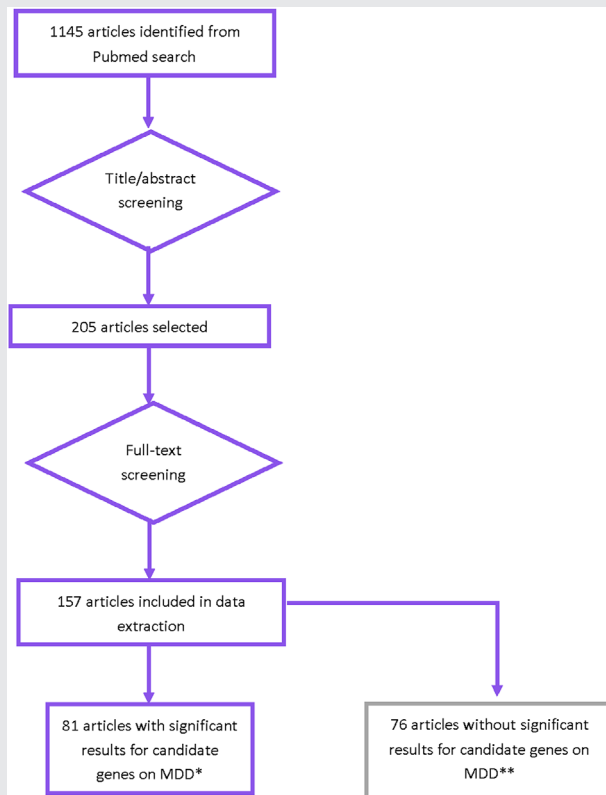 1145 articles identified from
Pubmed search
Title/abstract
screening
205 articles selected
Full-text
screening
157 articles included in data
extraction
81 articles with significant
results for candidate
genes on MDD*
76 articles without significant
results for candidate genes on
MDD**